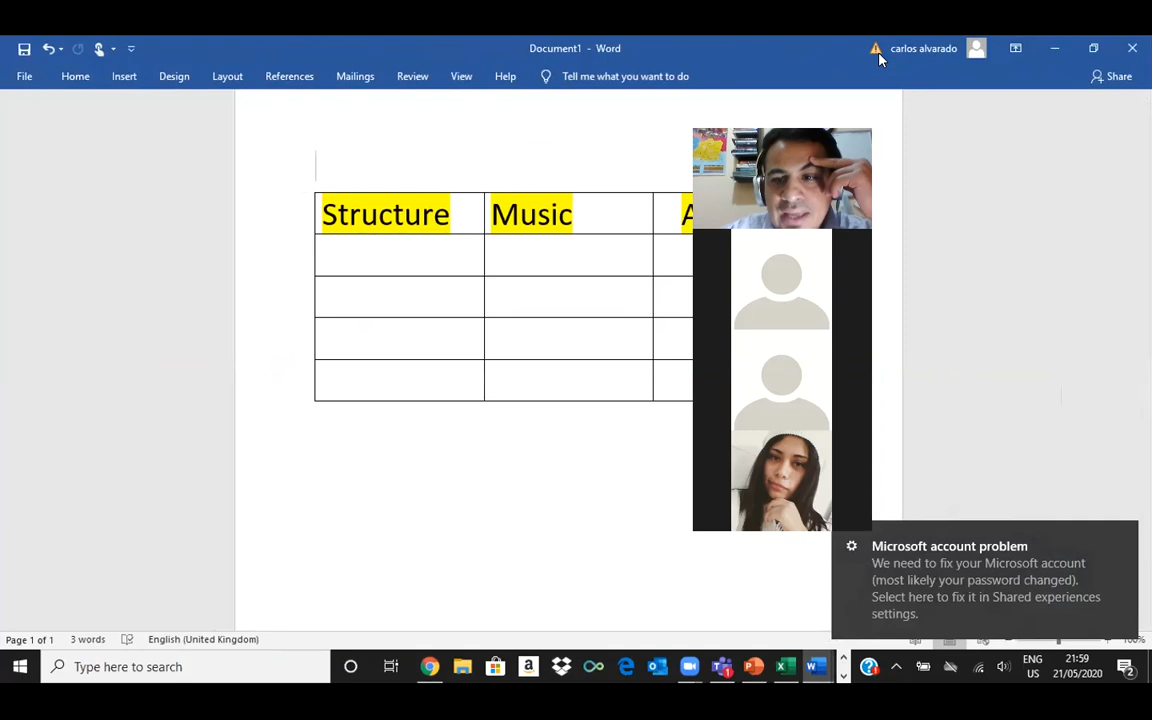 Document1 - Word
carlos alvarado
File Home Insert Design Layout References Mailings Review View Help Tell me what you want to do Share
Structure Music A
Microsoft account problem
We need to fix your Microsoft account
(most likely your password changed).
Select here to fix it in Shared experiences
settings.
Page 1 of 1 3 words English (United Kingdom)
Type here to search
ENG
US
21:59
21/05/2020
2